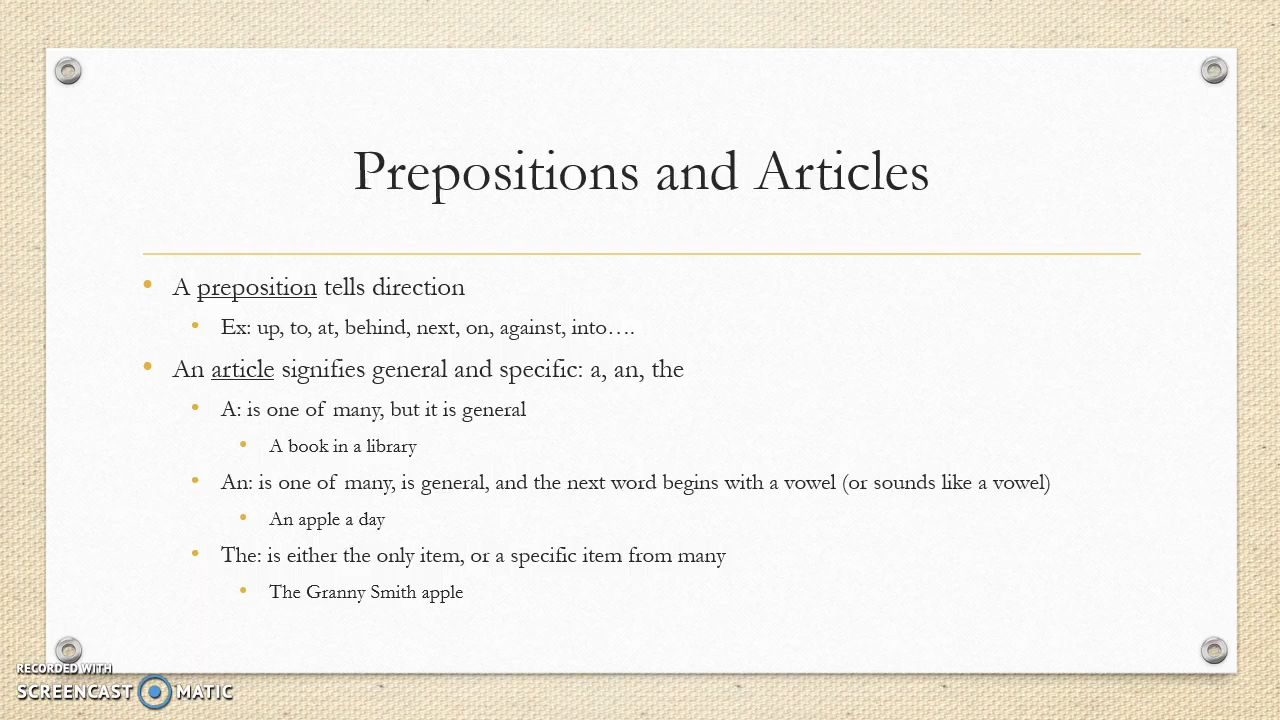 Prepositions and Articles
• A preposition tells direction
• Ex: up, to, at, behind, next, on, against, into….
• An article signifies general and specific: a, an, the
• A: is one of many, but it is general
• A book in a library
• An: is one of many, is general, and the next word begins with a vowel (or sounds like a vowel)
• An apple a day
• The: is either the only item, or a specific item from many
• The Granny Smith apple
RECORDED WITH
SCREENCAST MATIC